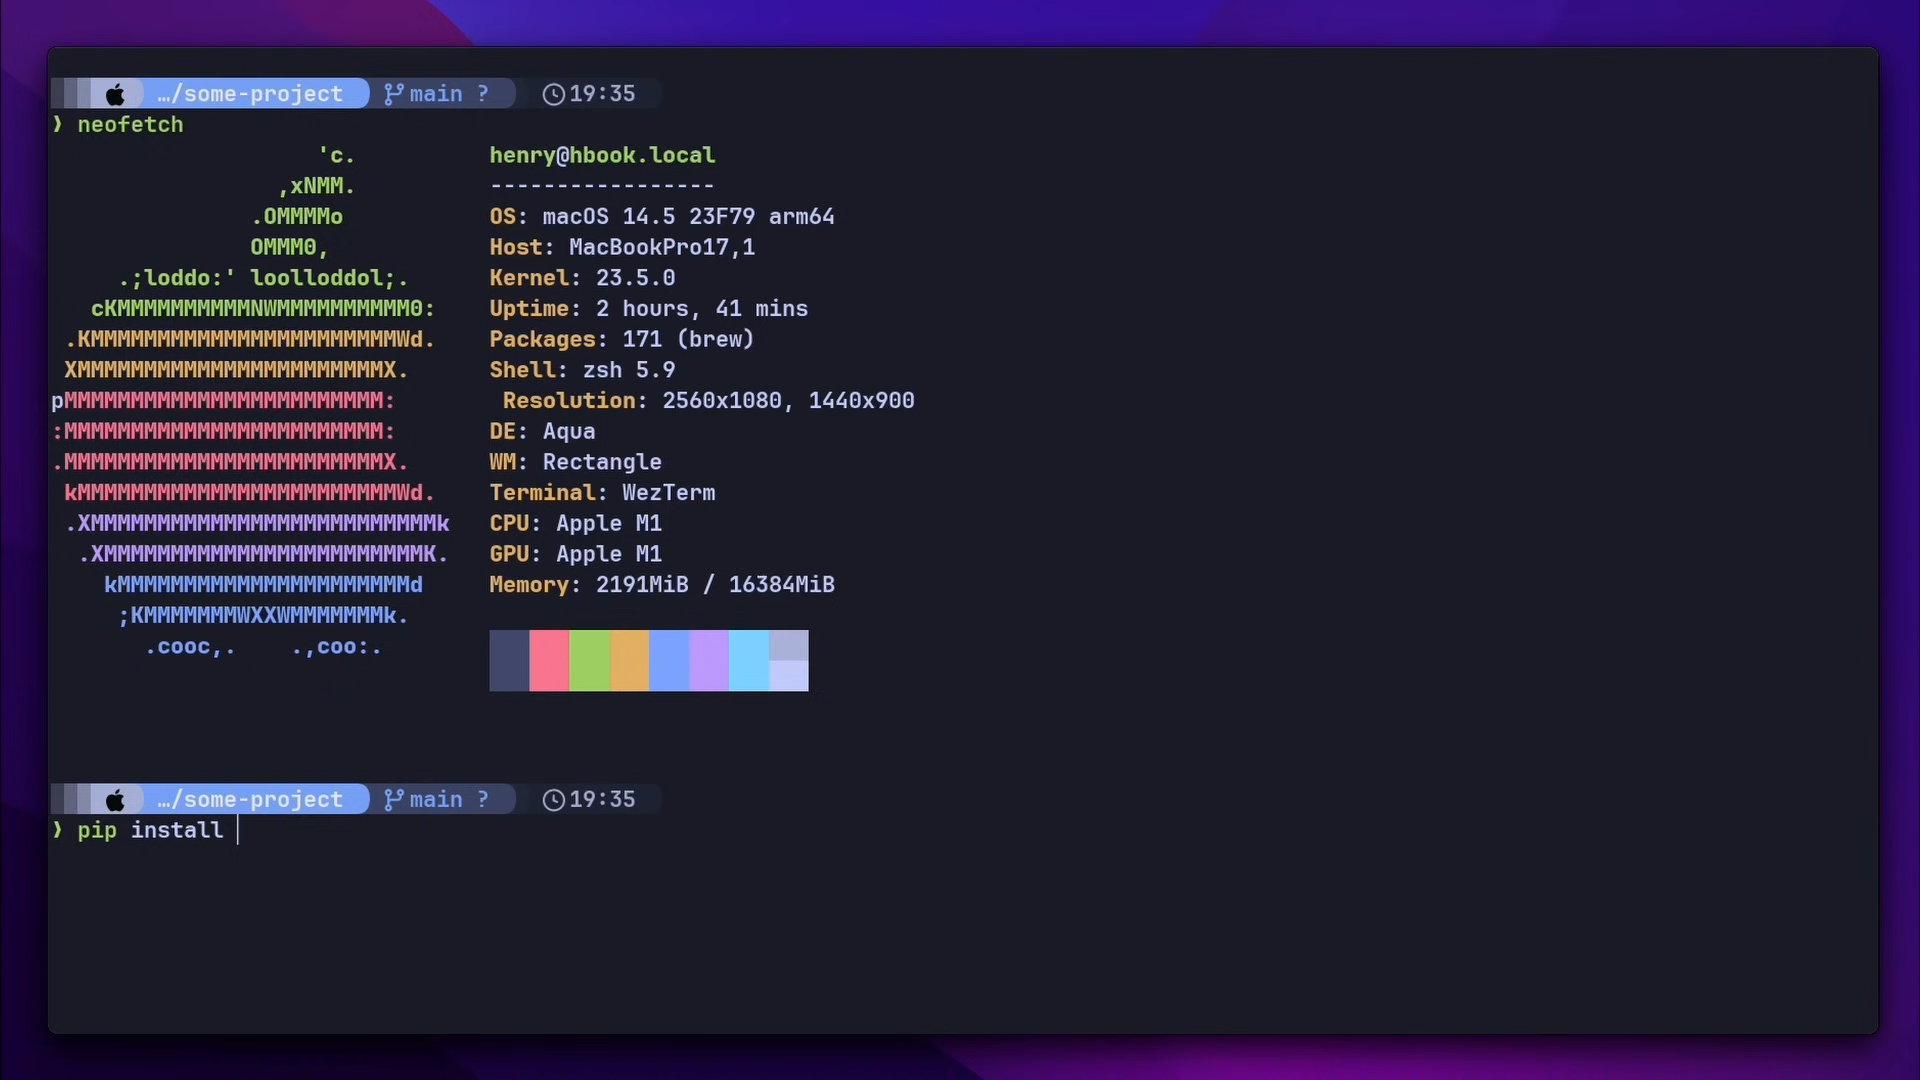 …/some-project main ? 19:35
❯ neofetch
'c. henry@hbook.local
,xNMM. -----------------
.OMMMMo OS: macOS 14.5 23F79 arm64
OMMM0, Host: MacBookPro17,1
.;loddo:' loolloddol;. Kernel: 23.5.0
cKMMMMMMMMMMNWMMMMMMMMMM0: Uptime: 2 hours, 41 mins
.KMMMMMMMMMMMMMMMMMMMMMMMWd. Packages: 171 (brew)
XMMMMMMMMMMMMMMMMMMMMMMMX. Shell: zsh 5.9
pMMMMMMMMMMMMMMMMMMMMMMMM: Resolution: 2560x1080, 1440x900
:MMMMMMMMMMMMMMMMMMMMMMMM: DE: Aqua
.MMMMMMMMMMMMMMMMMMMMMMMMX. WM: Rectangle
kMMMMMMMMMMMMMMMMMMMMMMMMWd. Terminal: WezTerm
.XMMMMMMMMMMMMMMMMMMMMMMMMMMk CPU: Apple M1
.XMMMMMMMMMMMMMMMMMMMMMMMMK. GPU: Apple M1
kMMMMMMMMMMMMMMMMMMMMMMd Memory: 2191MiB / 16384MiB
;KMMMMMMMWXXWMMMMMMMk.
.cooc,. .,coo:.
…/some-project main ? 19:35
❯ pip install